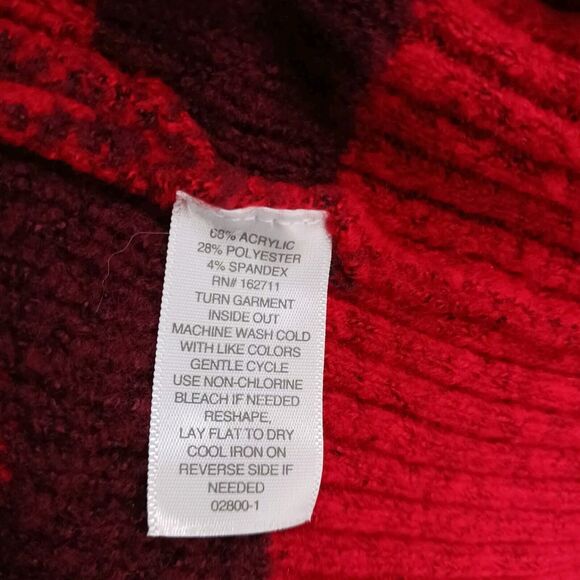 68% ACRYLIC
28% POLYESTER
4% SPANDEX
RN# 162711
TURN GARMENT
INSIDE OUT
MACHINE WASH COLD
WITH LIKE COLORS
GENTLE CYCLE
USE NON-CHLORINE
BLEACH IF NEEDED
RESHAPE,
LAY FLAT TO DRY
COOL IRON ON
REVERSE SIDE IF
NEEDED
02800-1